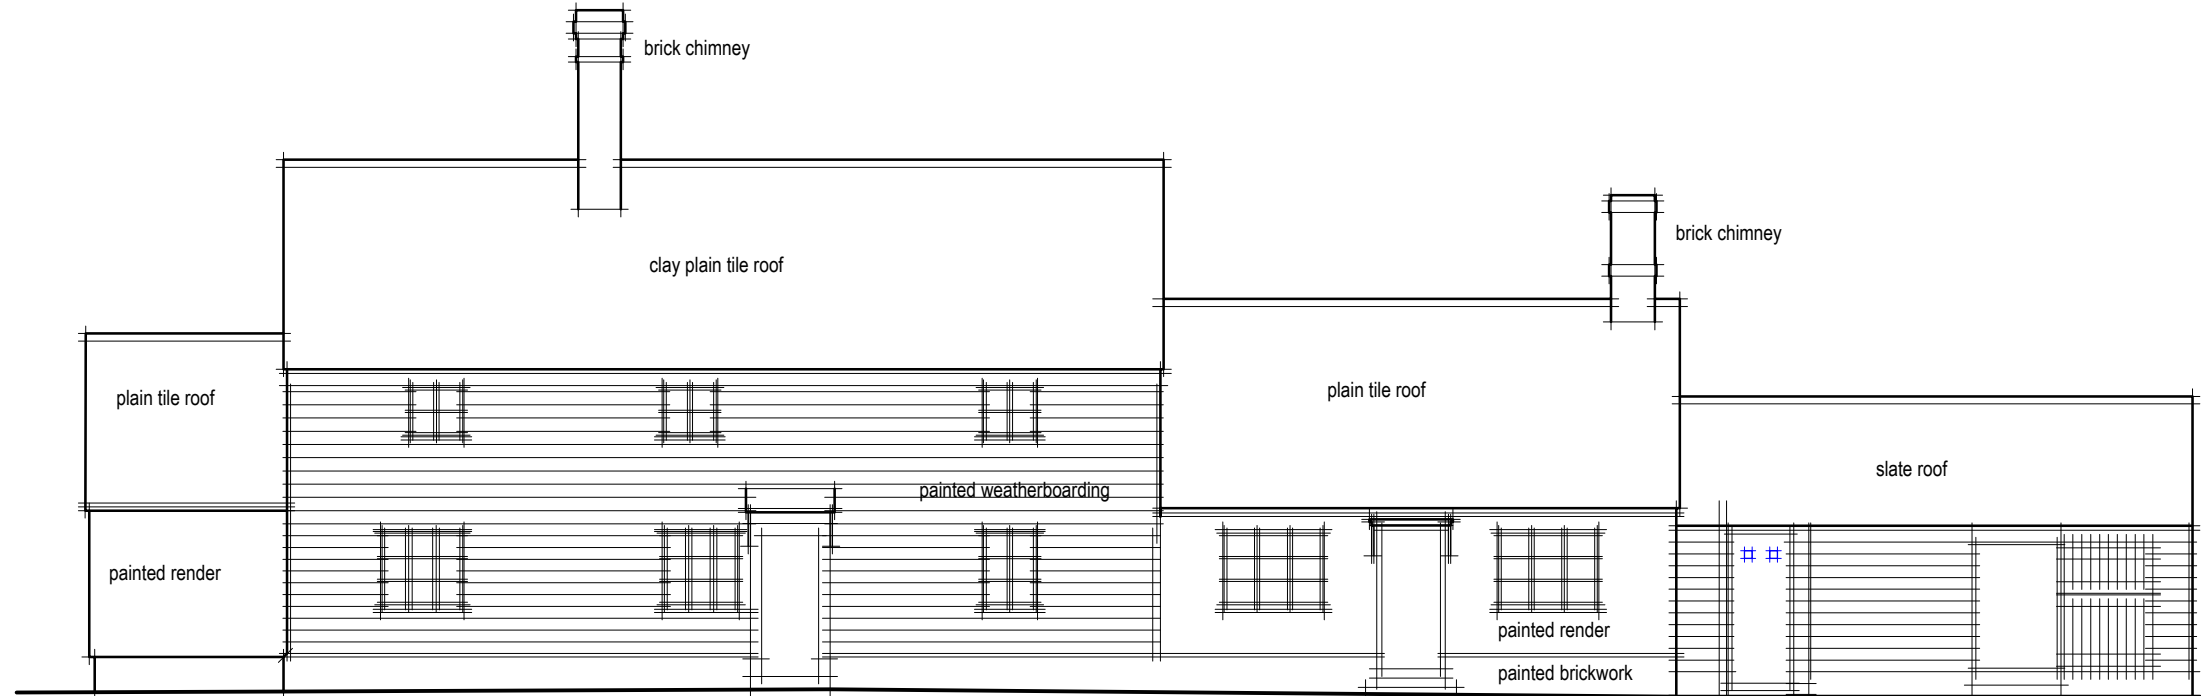 brick chimney
brick chimney
clay plain tile roof
plain tile roof
plain tile roof
slate roof
painted weatherboarding
painted render
painted render
painted brickwork